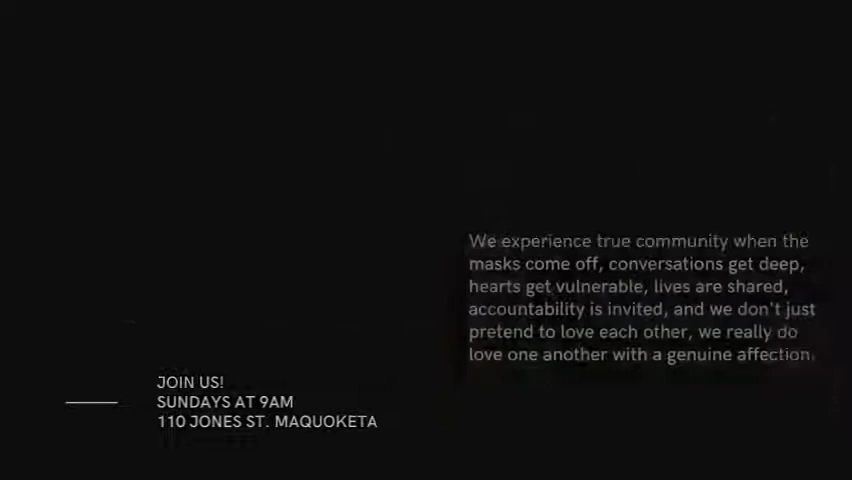 We experience true community when the
masks come off, conversations get deep,
hearts get vulnerable, lives are shared,
accountability is invited, and we don't just
pretend to love each other, we really do
love one another with a genuine affection.
JOIN US!
SUNDAYS AT 9AM
110 JONES ST. MAQUOKETA